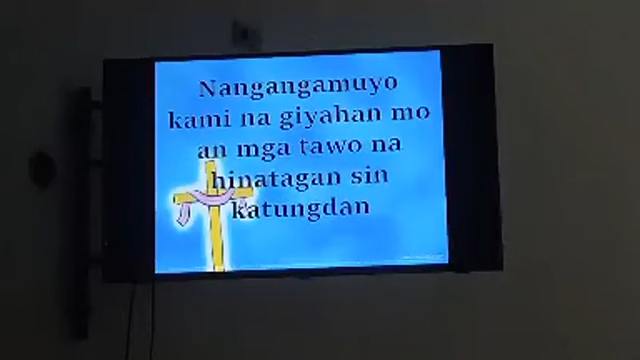 Nangangamuyo
kami na giyahan mo
an mga tawo na
hinatagan sin
katungdan